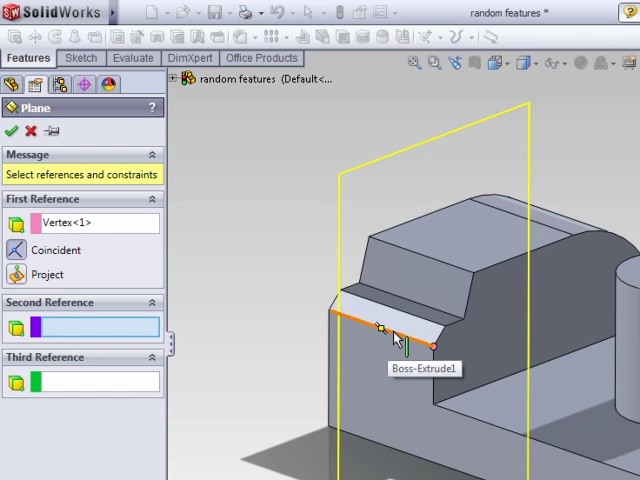 SW SolidWorks
random features *
?
Features Sketch Evaluate DimXpert Office Products
random features (Default<...
Plane ?
Message
Select references and constraints
First Reference
Vertex<1>
Coincident
Project
Second Reference
Third Reference
Boss-Extrude1